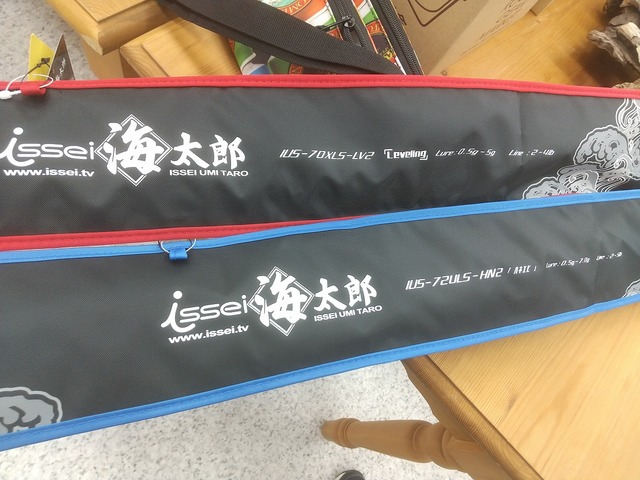 issei 海太郎
www.issei.tv
ISSEI UMI TARO
IUS-70XLS-LV2 「Leveling」 Lure:0.5g-5g Line:2-4lb
issei 海太郎
www.issei.tv
ISSEI UMI TARO
IUS-72ULS-HN2